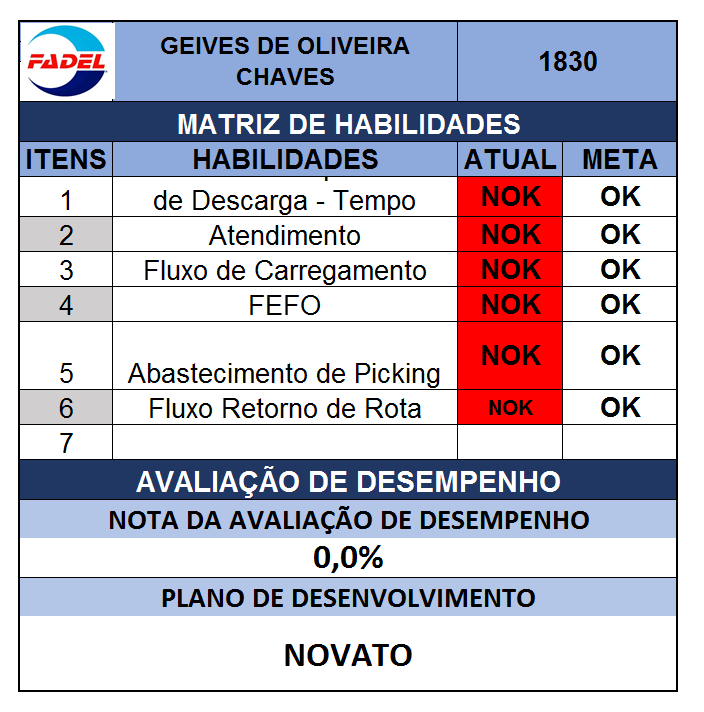 FADEL
GEIVES DE OLIVEIRA
CHAVES
1830
MATRIZ DE HABILIDADES
ITENS HABILIDADES ATUAL META
1 de Descarga - Tempo NOK OK
2 Atendimento NOK OK
3 Fluxo de Carregamento NOK OK
4 FEFO NOK OK
5 Abastecimento de Picking NOK OK
6 Fluxo Retorno de Rota NOK OK
7
AVALIAÇÃO DE DESEMPENHO
NOTA DA AVALIAÇÃO DE DESEMPENHO
0,0%
PLANO DE DESENVOLVIMENTO
NOVATO